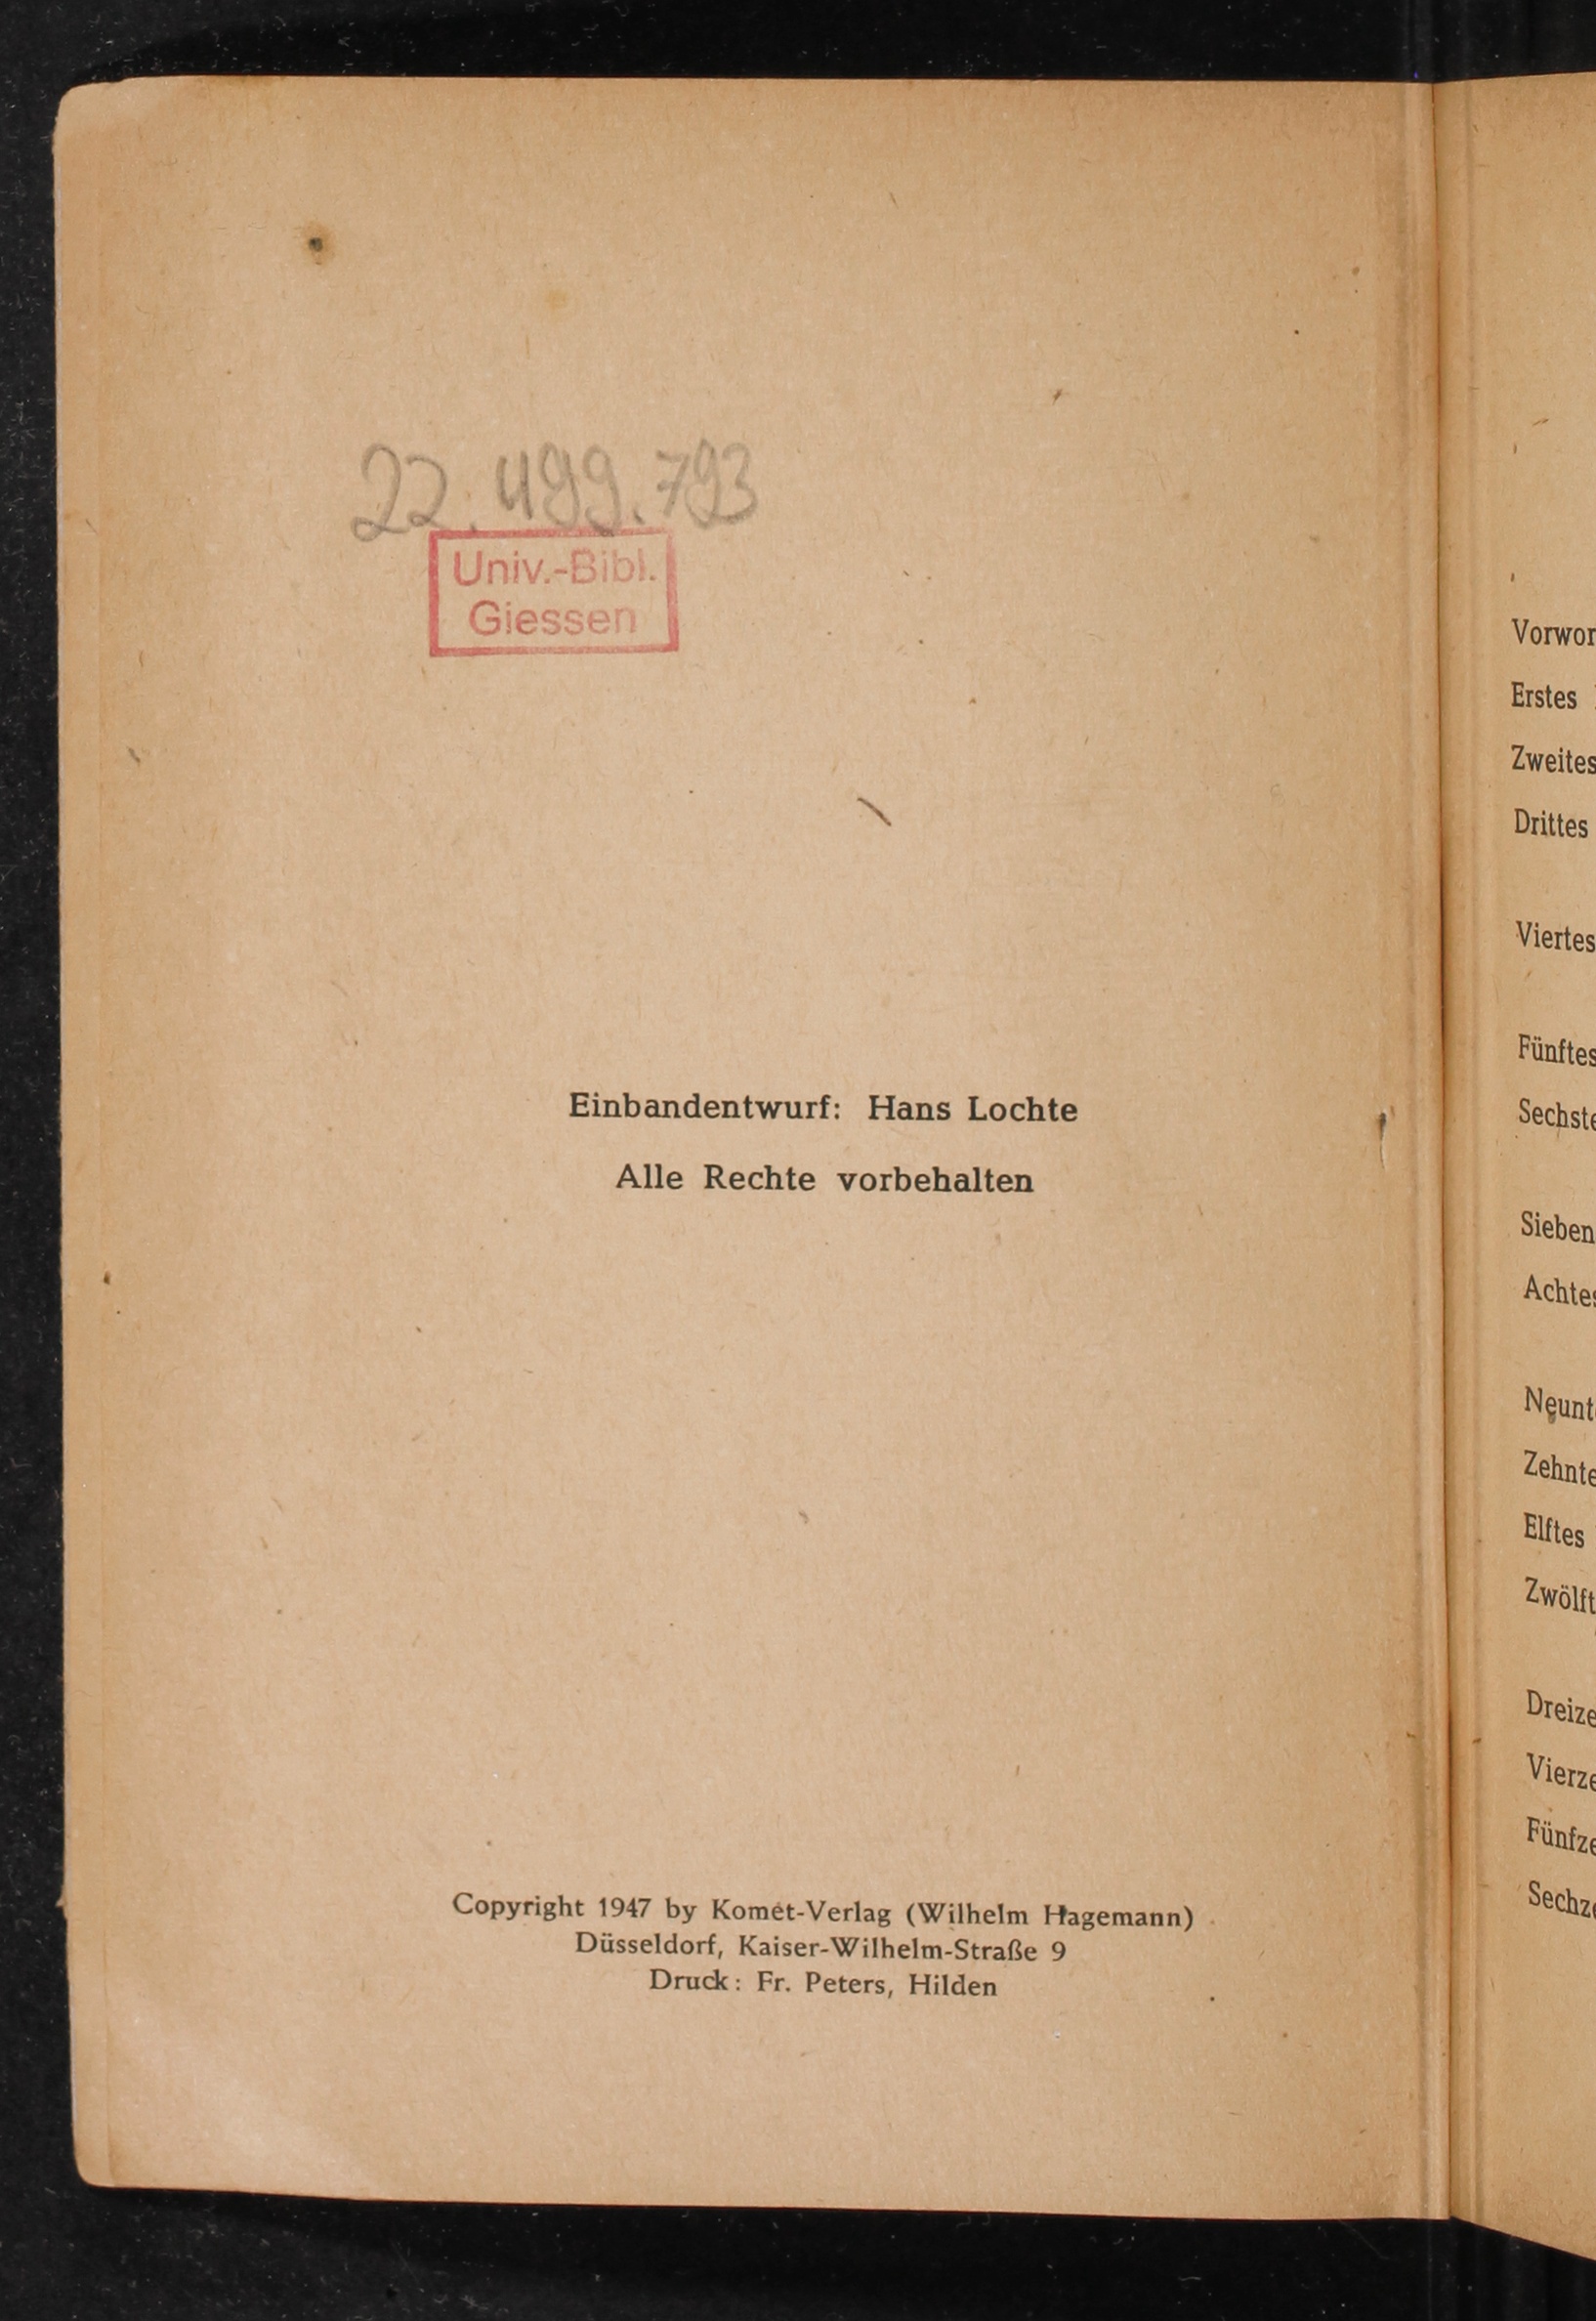 22.499.793
Univ.-Bibl.
Giessen
Einbandentwurf: Hans Lochte
Alle Rechte vorbehalten
Copyright 1947 by Komet-Verlag (Wilhelm Hagemann)
Düsseldorf, Kaiser-Wilhelm-Straße 9
Druck: Fr. Peters, Hilden
Vorwor
Erstes
Zweites
Drittes
Viertes
Fünftes
Sechste
Sieben
Achtes
Neunte
Zehnte
Elftes
Zwölft
Dreize
Vierze
Fünfze
Sechze